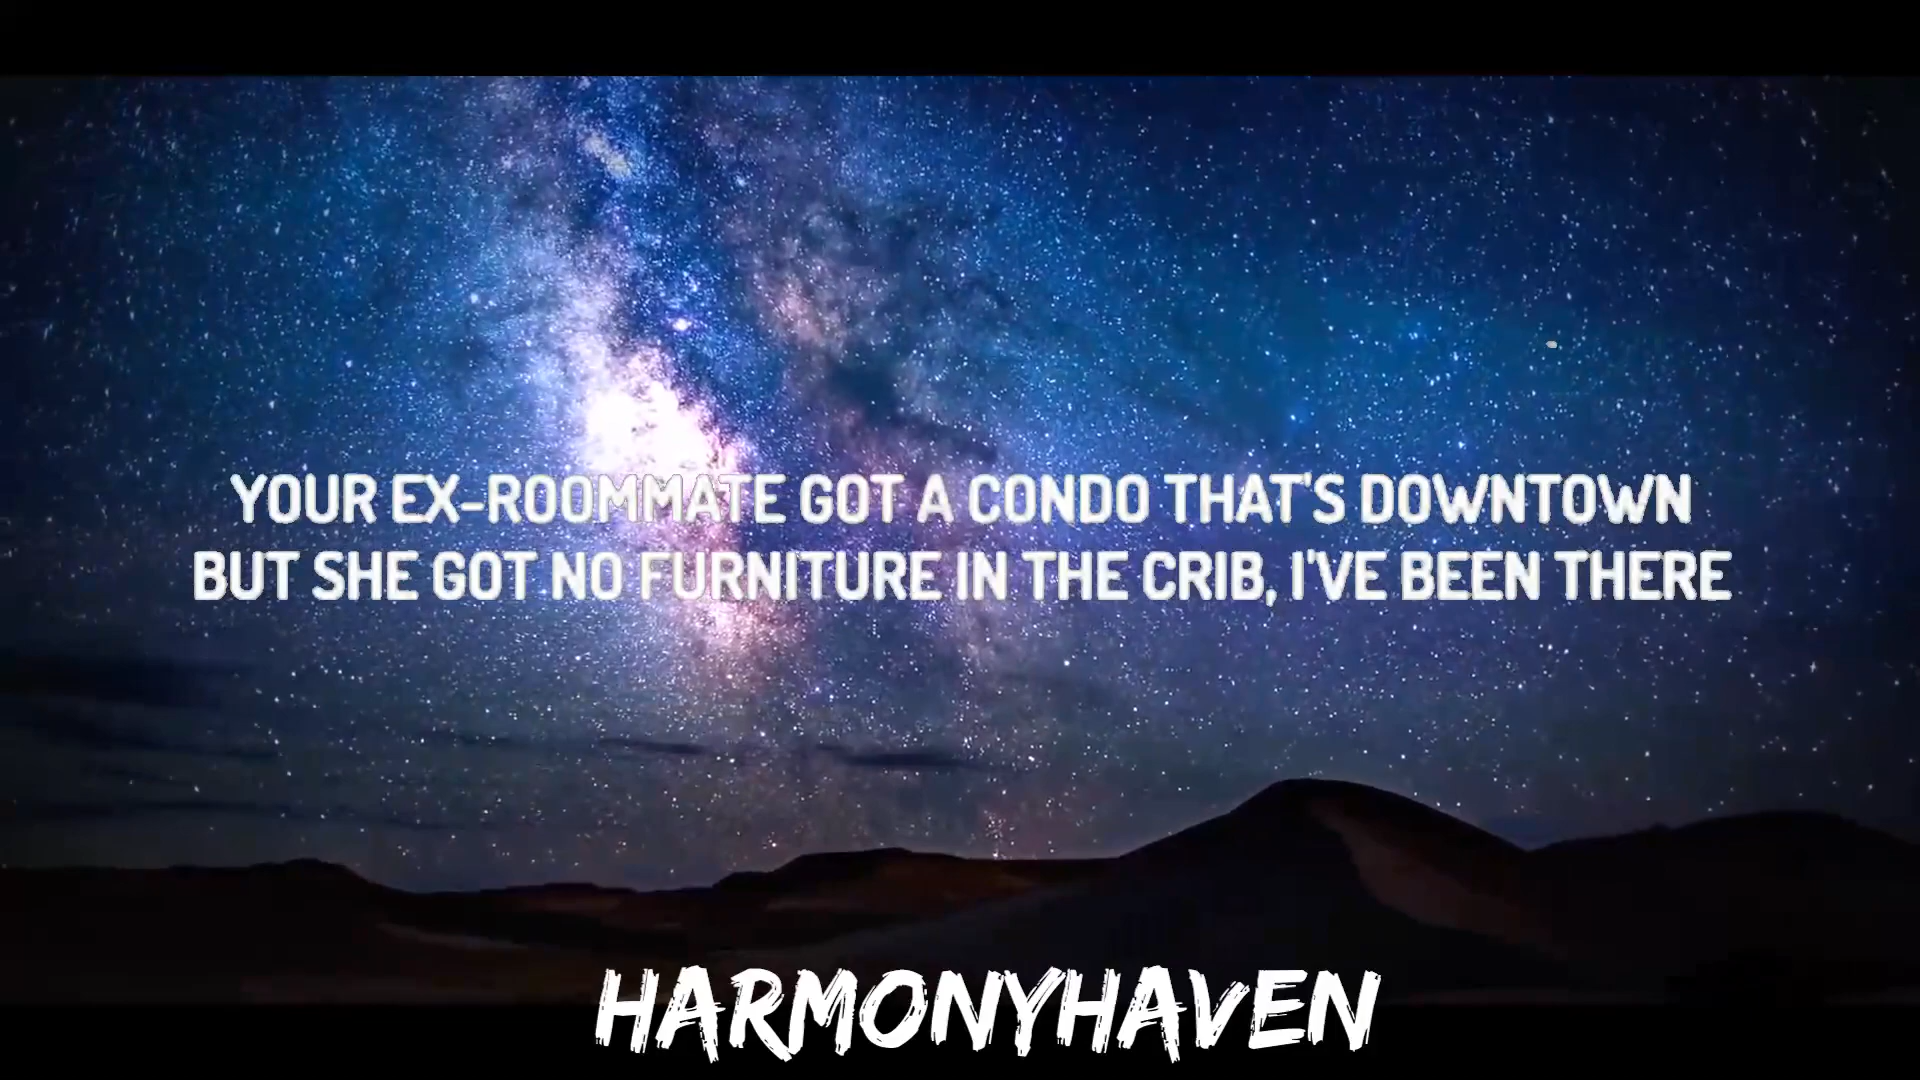 YOUR EX-ROOMMATE GOT A CONDO THAT'S DOWNTOWN
BUT SHE GOT NO FURNITURE IN THE CRIB, I'VE BEEN THERE
HARMONYHAVEN